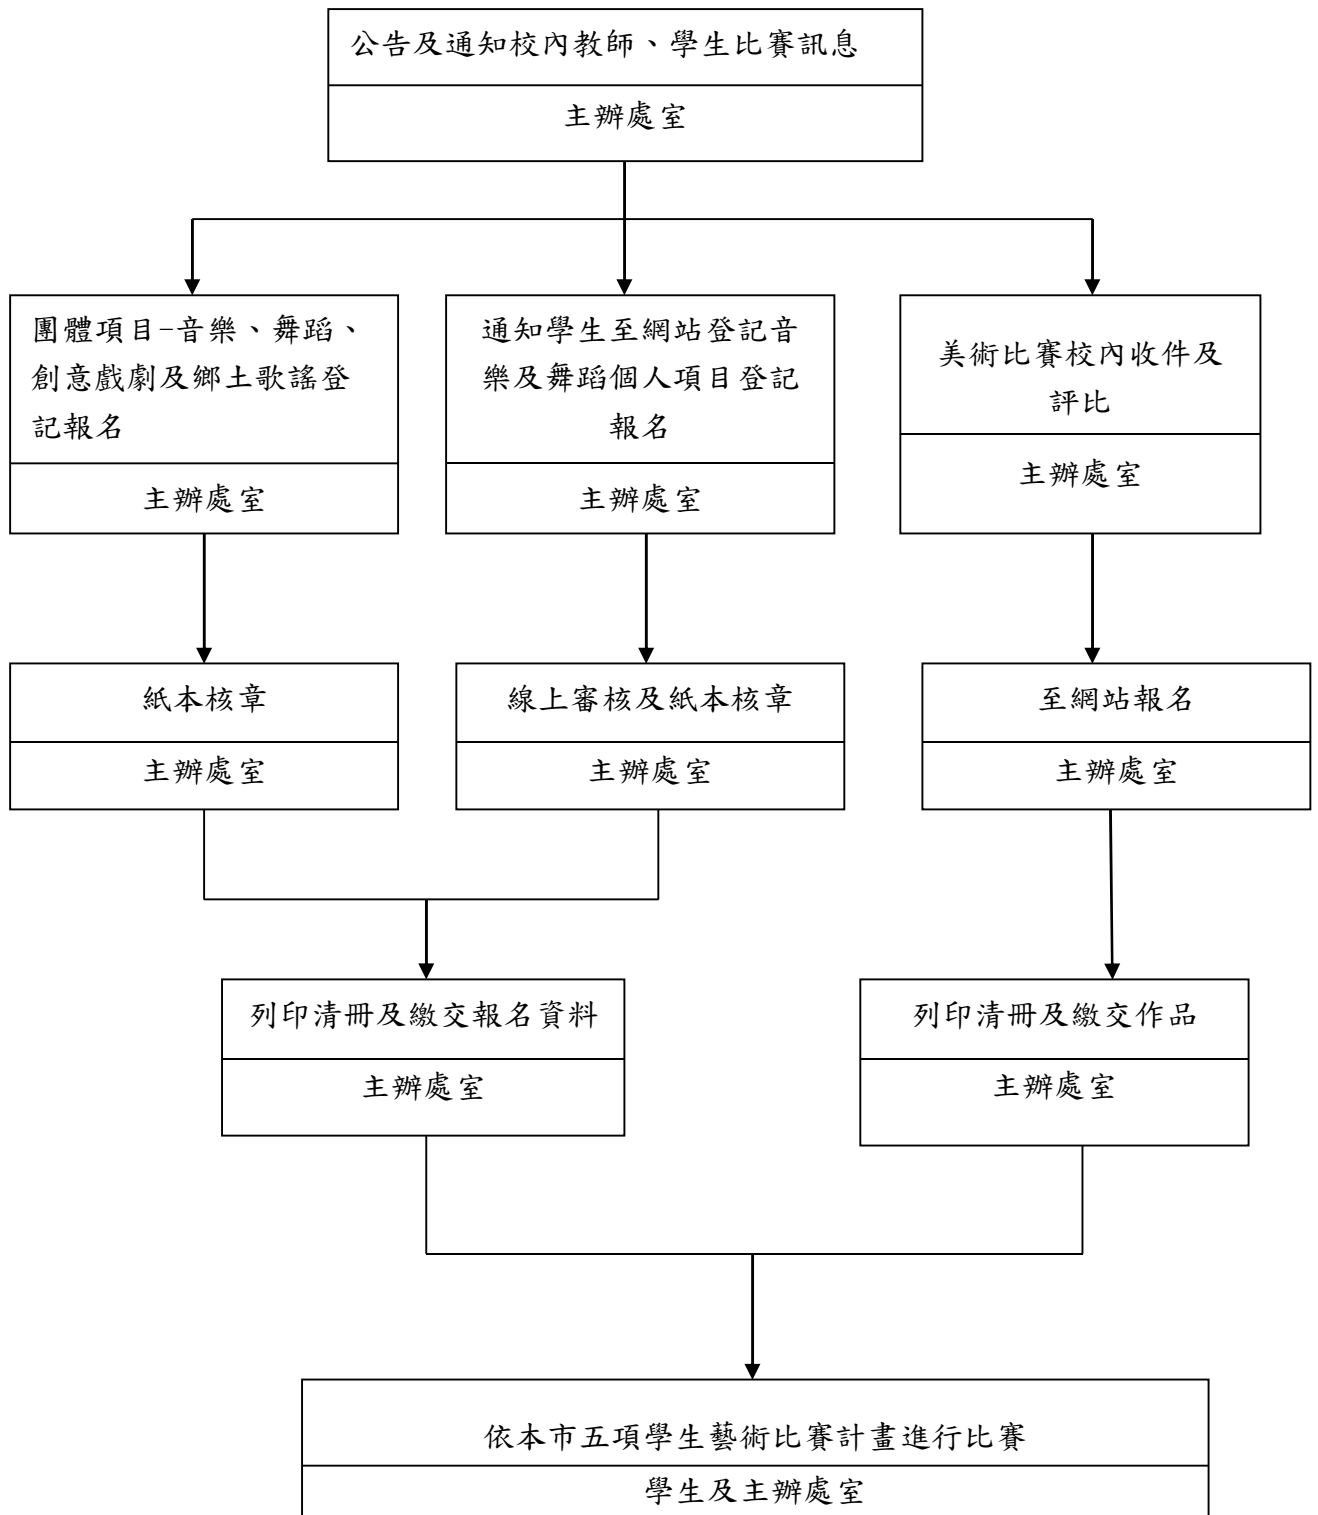 公告及通知校內教師、學生比賽訊息
主辦處室
團體項目-音樂、舞蹈、
創意戲劇及鄉土歌謠登
記報名
主辦處室
通知學生至網站登記音
樂及舞蹈個人項目登記
報名
主辦處室
美術比賽校內收件及
評比
主辦處室
紙本核章
主辦處室
線上審核及紙本核章
主辦處室
至網站報名
主辦處室
列印清冊及繳交報名資料
主辦處室
列印清冊及繳交作品
主辦處室
依本市五項學生藝術比賽計畫進行比賽
學生及主辦處室